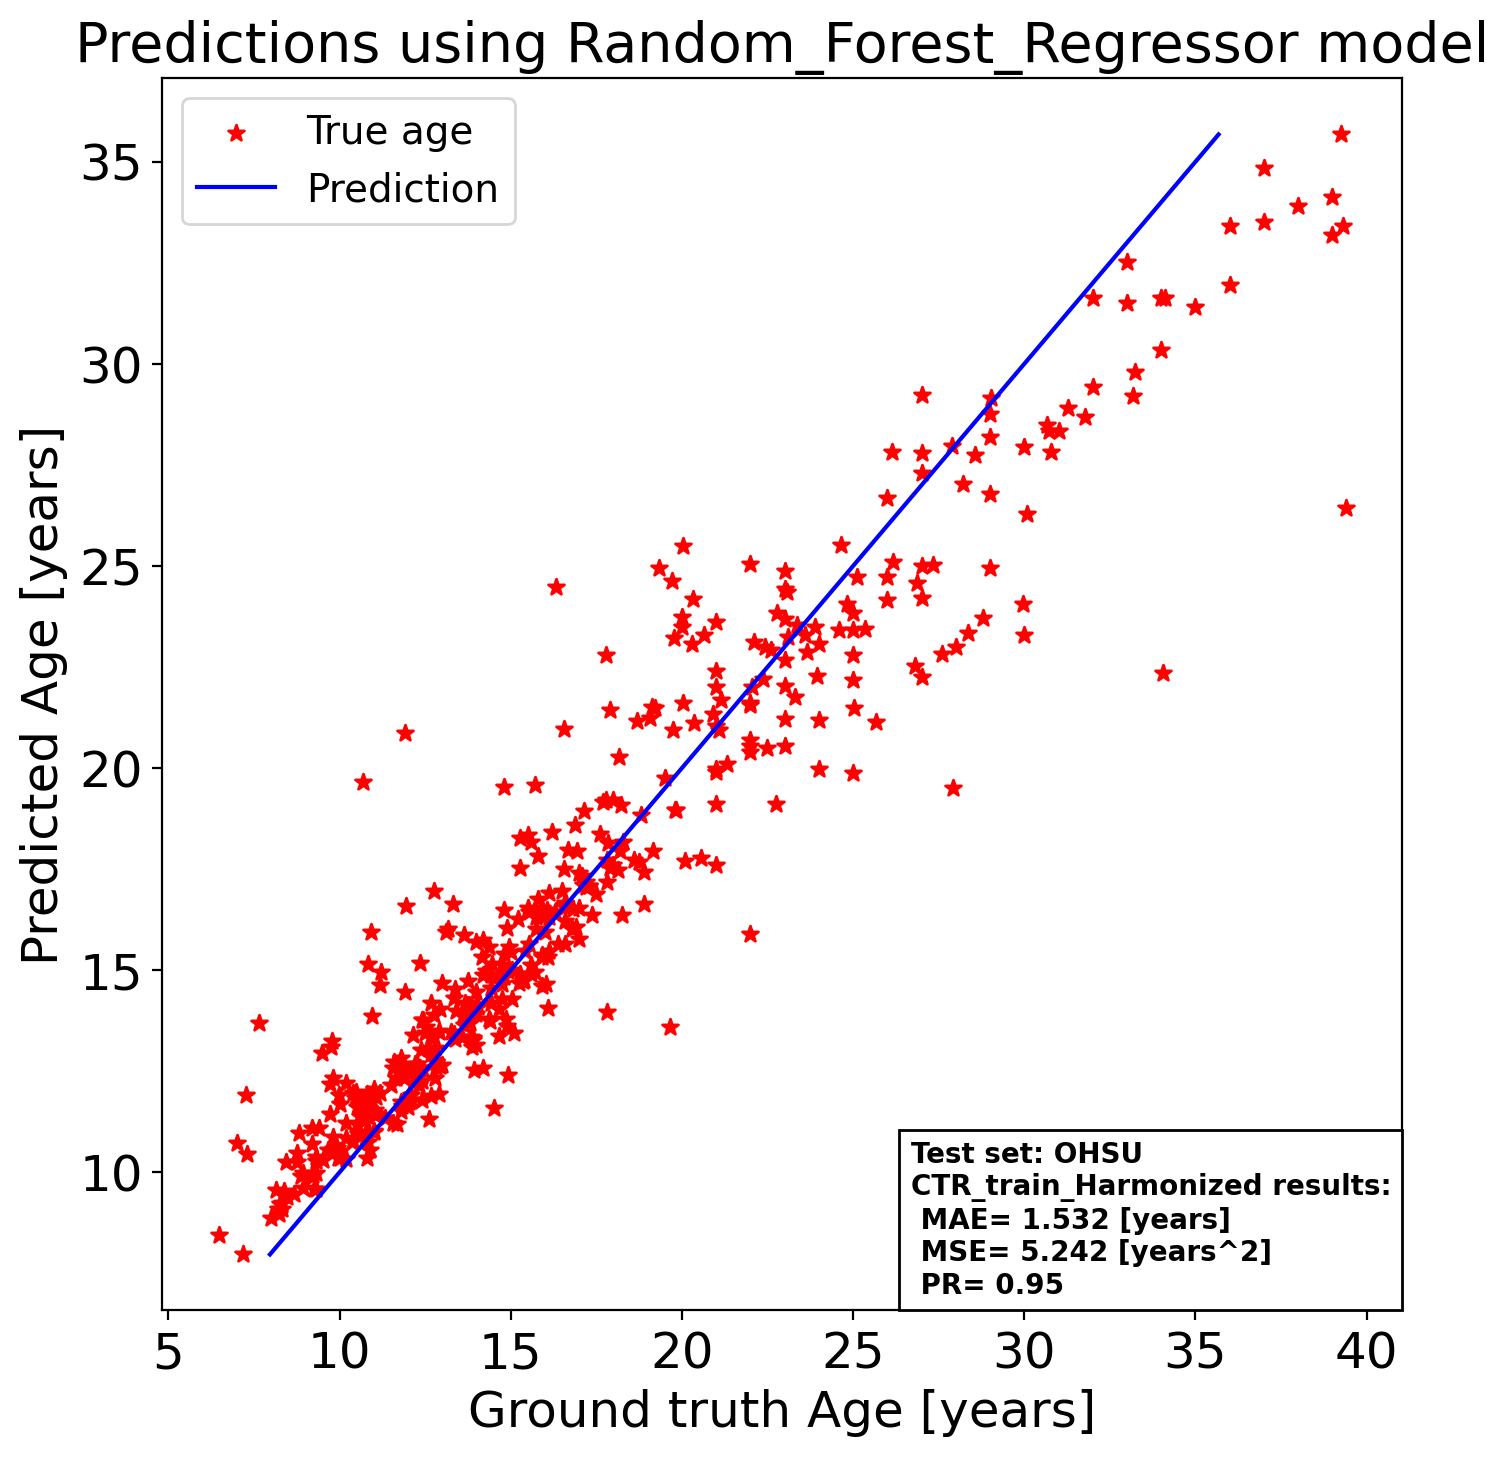 Predictions using Random_Forest_Regressor model
True age
Prediction
35
30
25
20
15
10
Predicted Age [years]
Test set: OHSU
CTR_train_Harmonized results:
MAE= 1.532 [years]
MSE= 5.242 [years^2]
PR= 0.95
5 10 15 20 25 30 35 40
Ground truth Age [years]